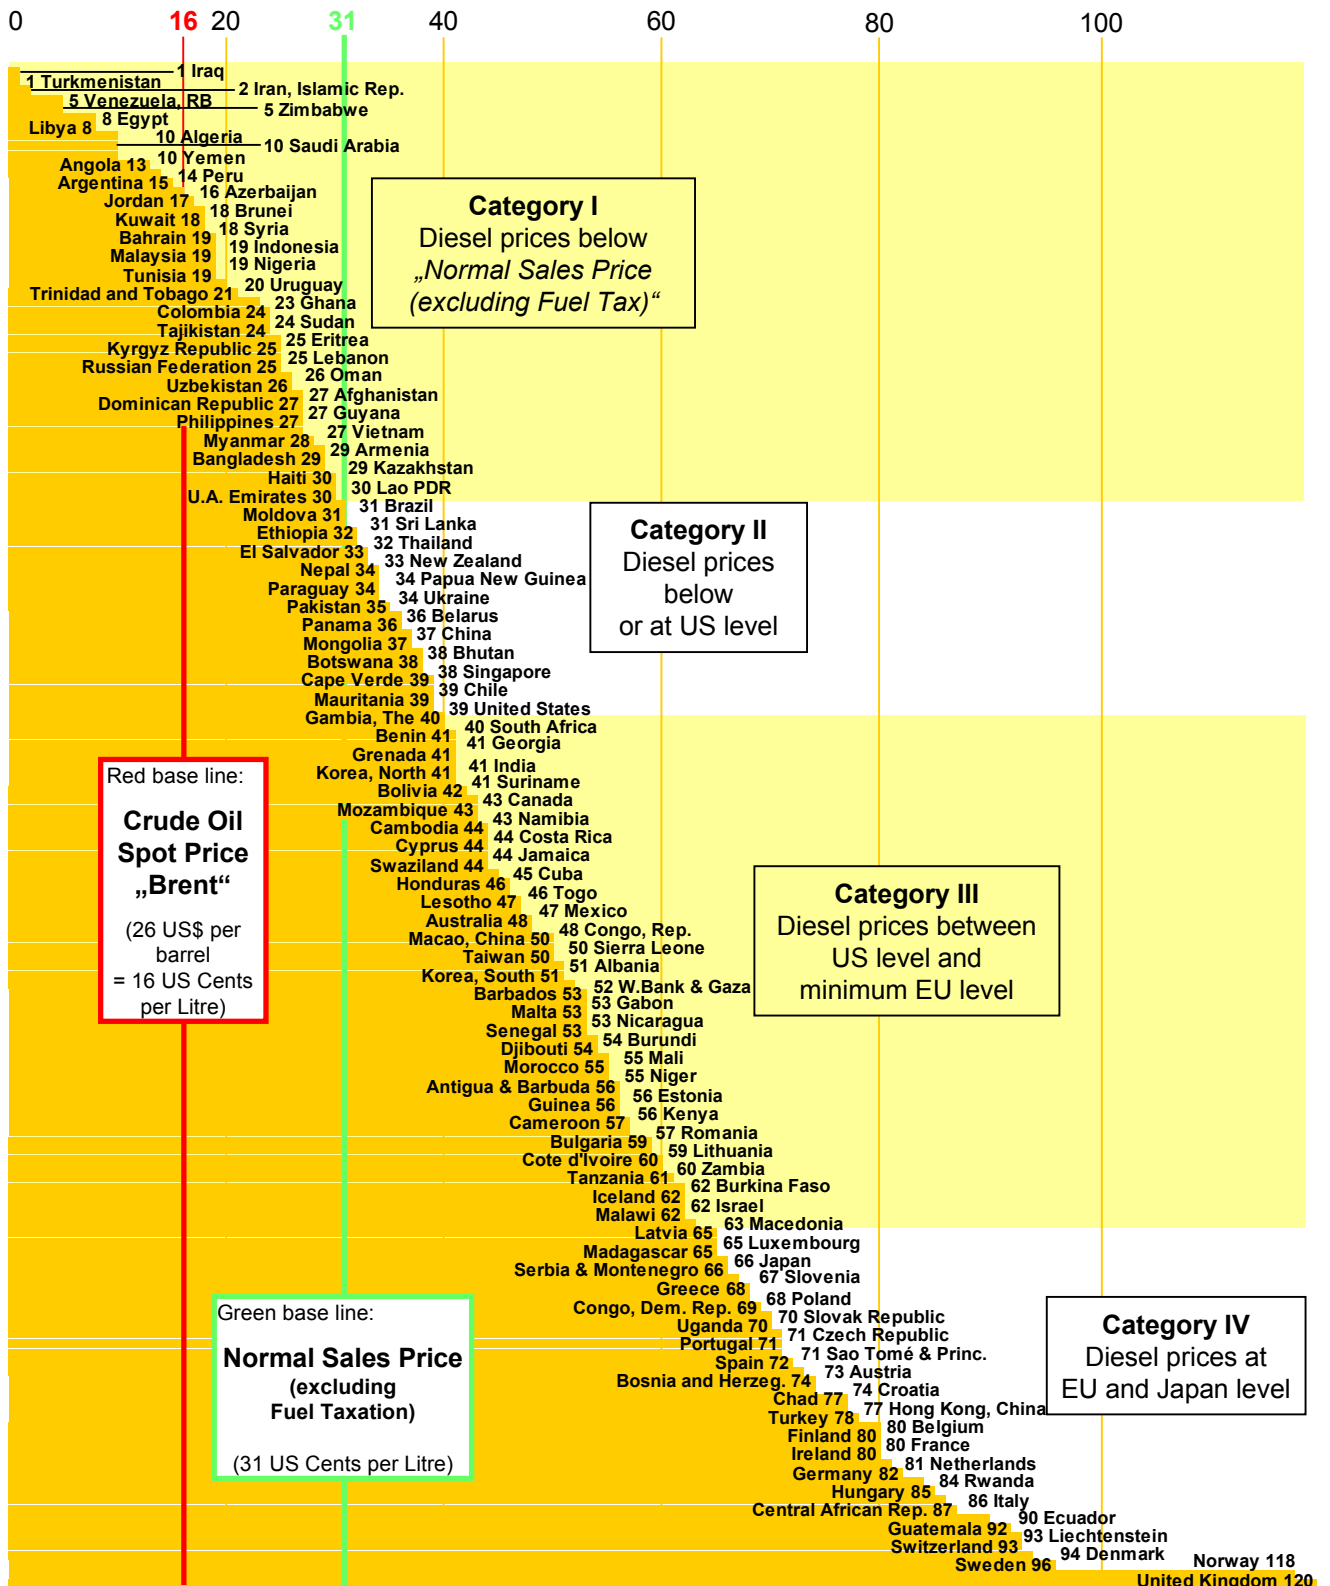 0 16 20 31 40 60 80 100
1 Iraq
1 Turkmenistan
2 Iran, Islamic Rep.
5 Venezuela, RB
5 Zimbabwe
8 Egypt
Libya 8
10 Algeria
10 Saudi Arabia
10 Yemen
Angola 13
14 Peru
Argentina 15
16 Azerbaijan
Jordan 17
18 Brunei
Kuwait 18
18 Syria
Bahrain 19
19 Indonesia
Malaysia 19
19 Nigeria
Tunisia 19
20 Uruguay
Trinidad and Tobago 21
23 Ghana
Colombia 24
24 Sudan
Tajikistan 24
25 Eritrea
Kyrgyz Republic 25
25 Lebanon
Russian Federation 25
26 Oman
Uzbekistan 26
27 Afghanistan
Dominican Republic 27
27 Guyana
Philippines 27
27 Vietnam
Myanmar 28
29 Armenia
Bangladesh 29
29 Kazakhstan
Haiti 30
30 Lao PDR
U.A. Emirates 30
31 Brazil
Moldova 31
31 Sri Lanka
Ethiopia 32
32 Thailand
El Salvador 33
33 New Zealand
Nepal 34
34 Papua New Guinea
Paraguay 34
34 Ukraine
Pakistan 35
36 Belarus
Panama 36
37 China
Mongolia 37
38 Bhutan
Botswana 38
38 Singapore
Cape Verde 39
39 Chile
Mauritania 39
39 United States
Gambia, The 40
40 South Africa
Benin 41
41 Georgia
Grenada 41
41 India
Korea, North 41
41 Suriname
Bolivia 42
43 Canada
Mozambique 43
43 Namibia
Cambodia 44
44 Costa Rica
Cyprus 44
44 Jamaica
Swaziland 44
45 Cuba
Honduras 46
46 Togo
Lesotho 47
47 Mexico
Australia 48
48 Congo, Rep.
Macao, China 50
50 Sierra Leone
Taiwan 50
51 Albania
Korea, South 51
52 W.Bank & Gaza
Barbados 53
53 Gabon
Malta 53
53 Nicaragua
Senegal 53
54 Burundi
Djibouti 54
55 Mali
Morocco 55
55 Niger
Antigua & Barbuda 56
56 Estonia
Guinea 56
56 Kenya
Cameroon 57
57 Romania
Bulgaria 59
59 Lithuania
Cote d'Ivoire 60
60 Zambia
Tanzania 61
62 Burkina Faso
Iceland 62
62 Israel
Malawi 62
63 Macedonia
Latvia 65
65 Luxembourg
Madagascar 65
66 Japan
Serbia & Montenegro 66
67 Slovenia
Greece 68
68 Poland
Congo, Dem. Rep. 69
70 Slovak Republic
Uganda 70
71 Czech Republic
Portugal 71
71 Sao Tomé & Princ.
Spain 72
73 Austria
Bosnia and Herzeg. 74
74 Croatia
Chad 77
77 Hong Kong, China
Turkey 78
80 Belgium
Finland 80
80 France
Ireland 80
81 Netherlands
Germany 82
84 Rwanda
Hungary 85
86 Italy
Central African Rep. 87
90 Ecuador
Guatemala 92
93 Liechtenstein
Switzerland 93
94 Denmark
Sweden 96
Norway 118
United Kingdom 120
Category I
Diesel prices below
„Normal Sales Price
(excluding Fuel Tax)“
Category II
Diesel prices
below
or at US level
Red base line:
Crude Oil
Spot Price
„Brent“
(26 US$ per
barrel
= 16 US Cents
per Litre)
Category III
Diesel prices between
US level and
minimum EU level
Green base line:
Normal Sales Price
(excluding
Fuel Taxation)
(31 US Cents per Litre)
Category IV
Diesel prices at
EU and Japan level